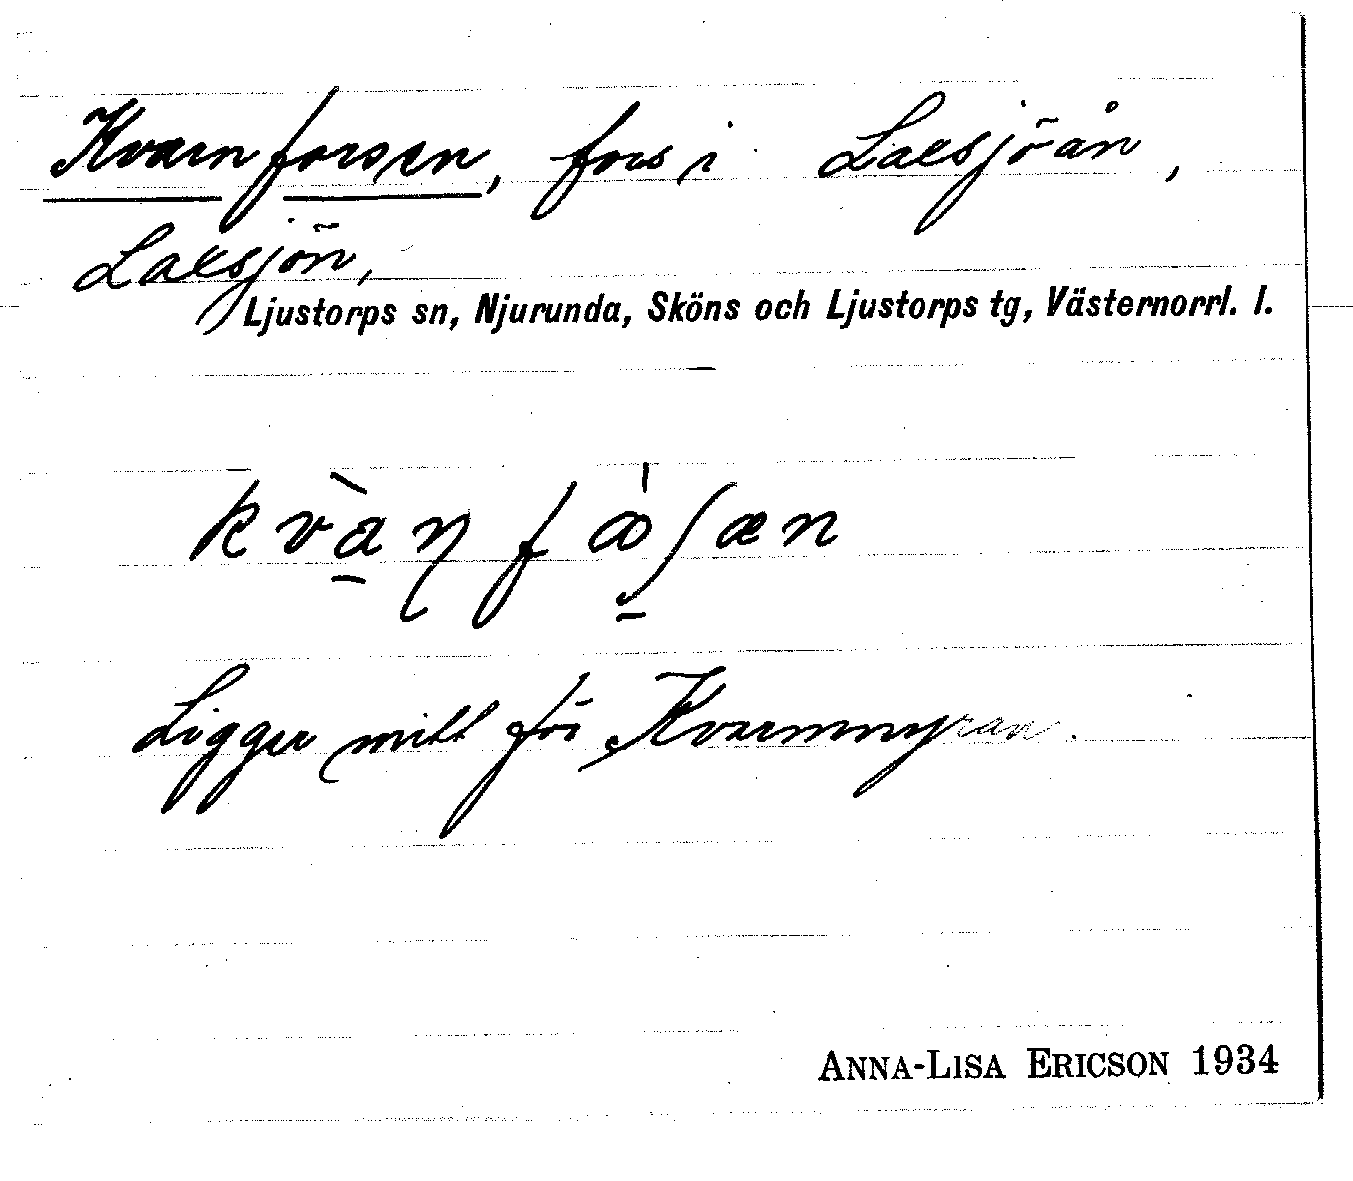 Kvarnforsen, fors i Laxsjöån,
Laxsjön,
Ljustorps sn, Njurunda, Sköns och Ljustorps tg, Västernorrl. l.
Ligger mitt för Kvarnmyran.
ANNA-LISA ERICSON 1934